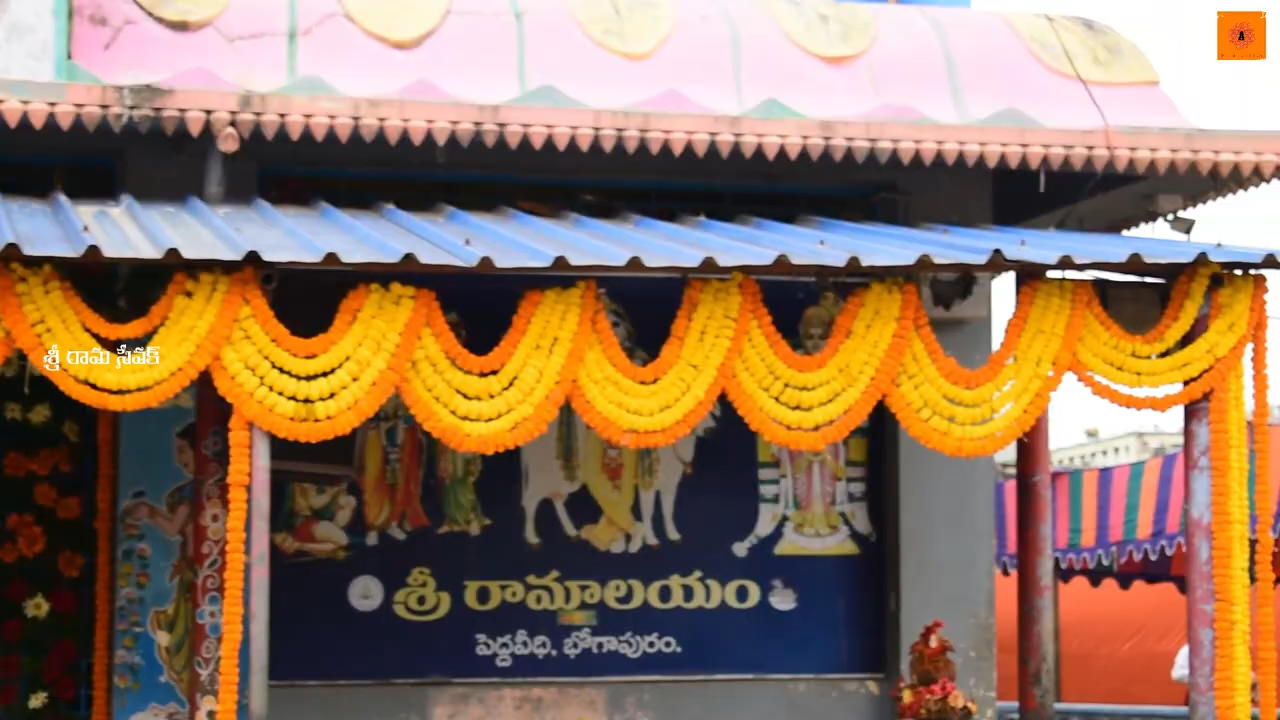 శ్రీ రామ సేవక్
శ్రీ రామాలయం
పెద్దవీధి, భోగాపురం.